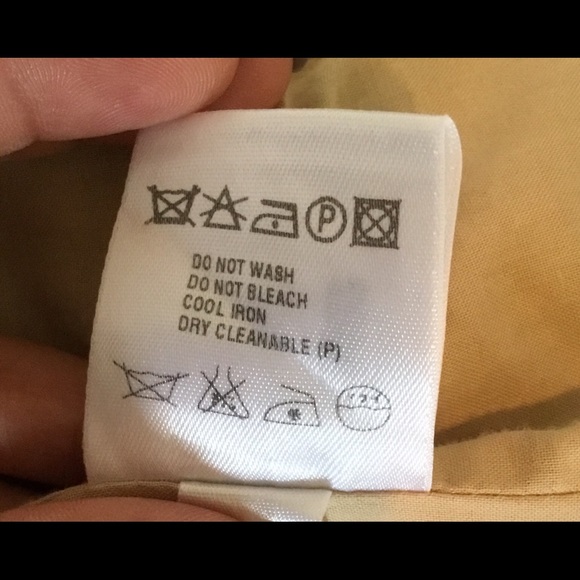 P
DO NOT WASH
DO NOT BLEACH
COOL IRON
DRY CLEANABLE (P)